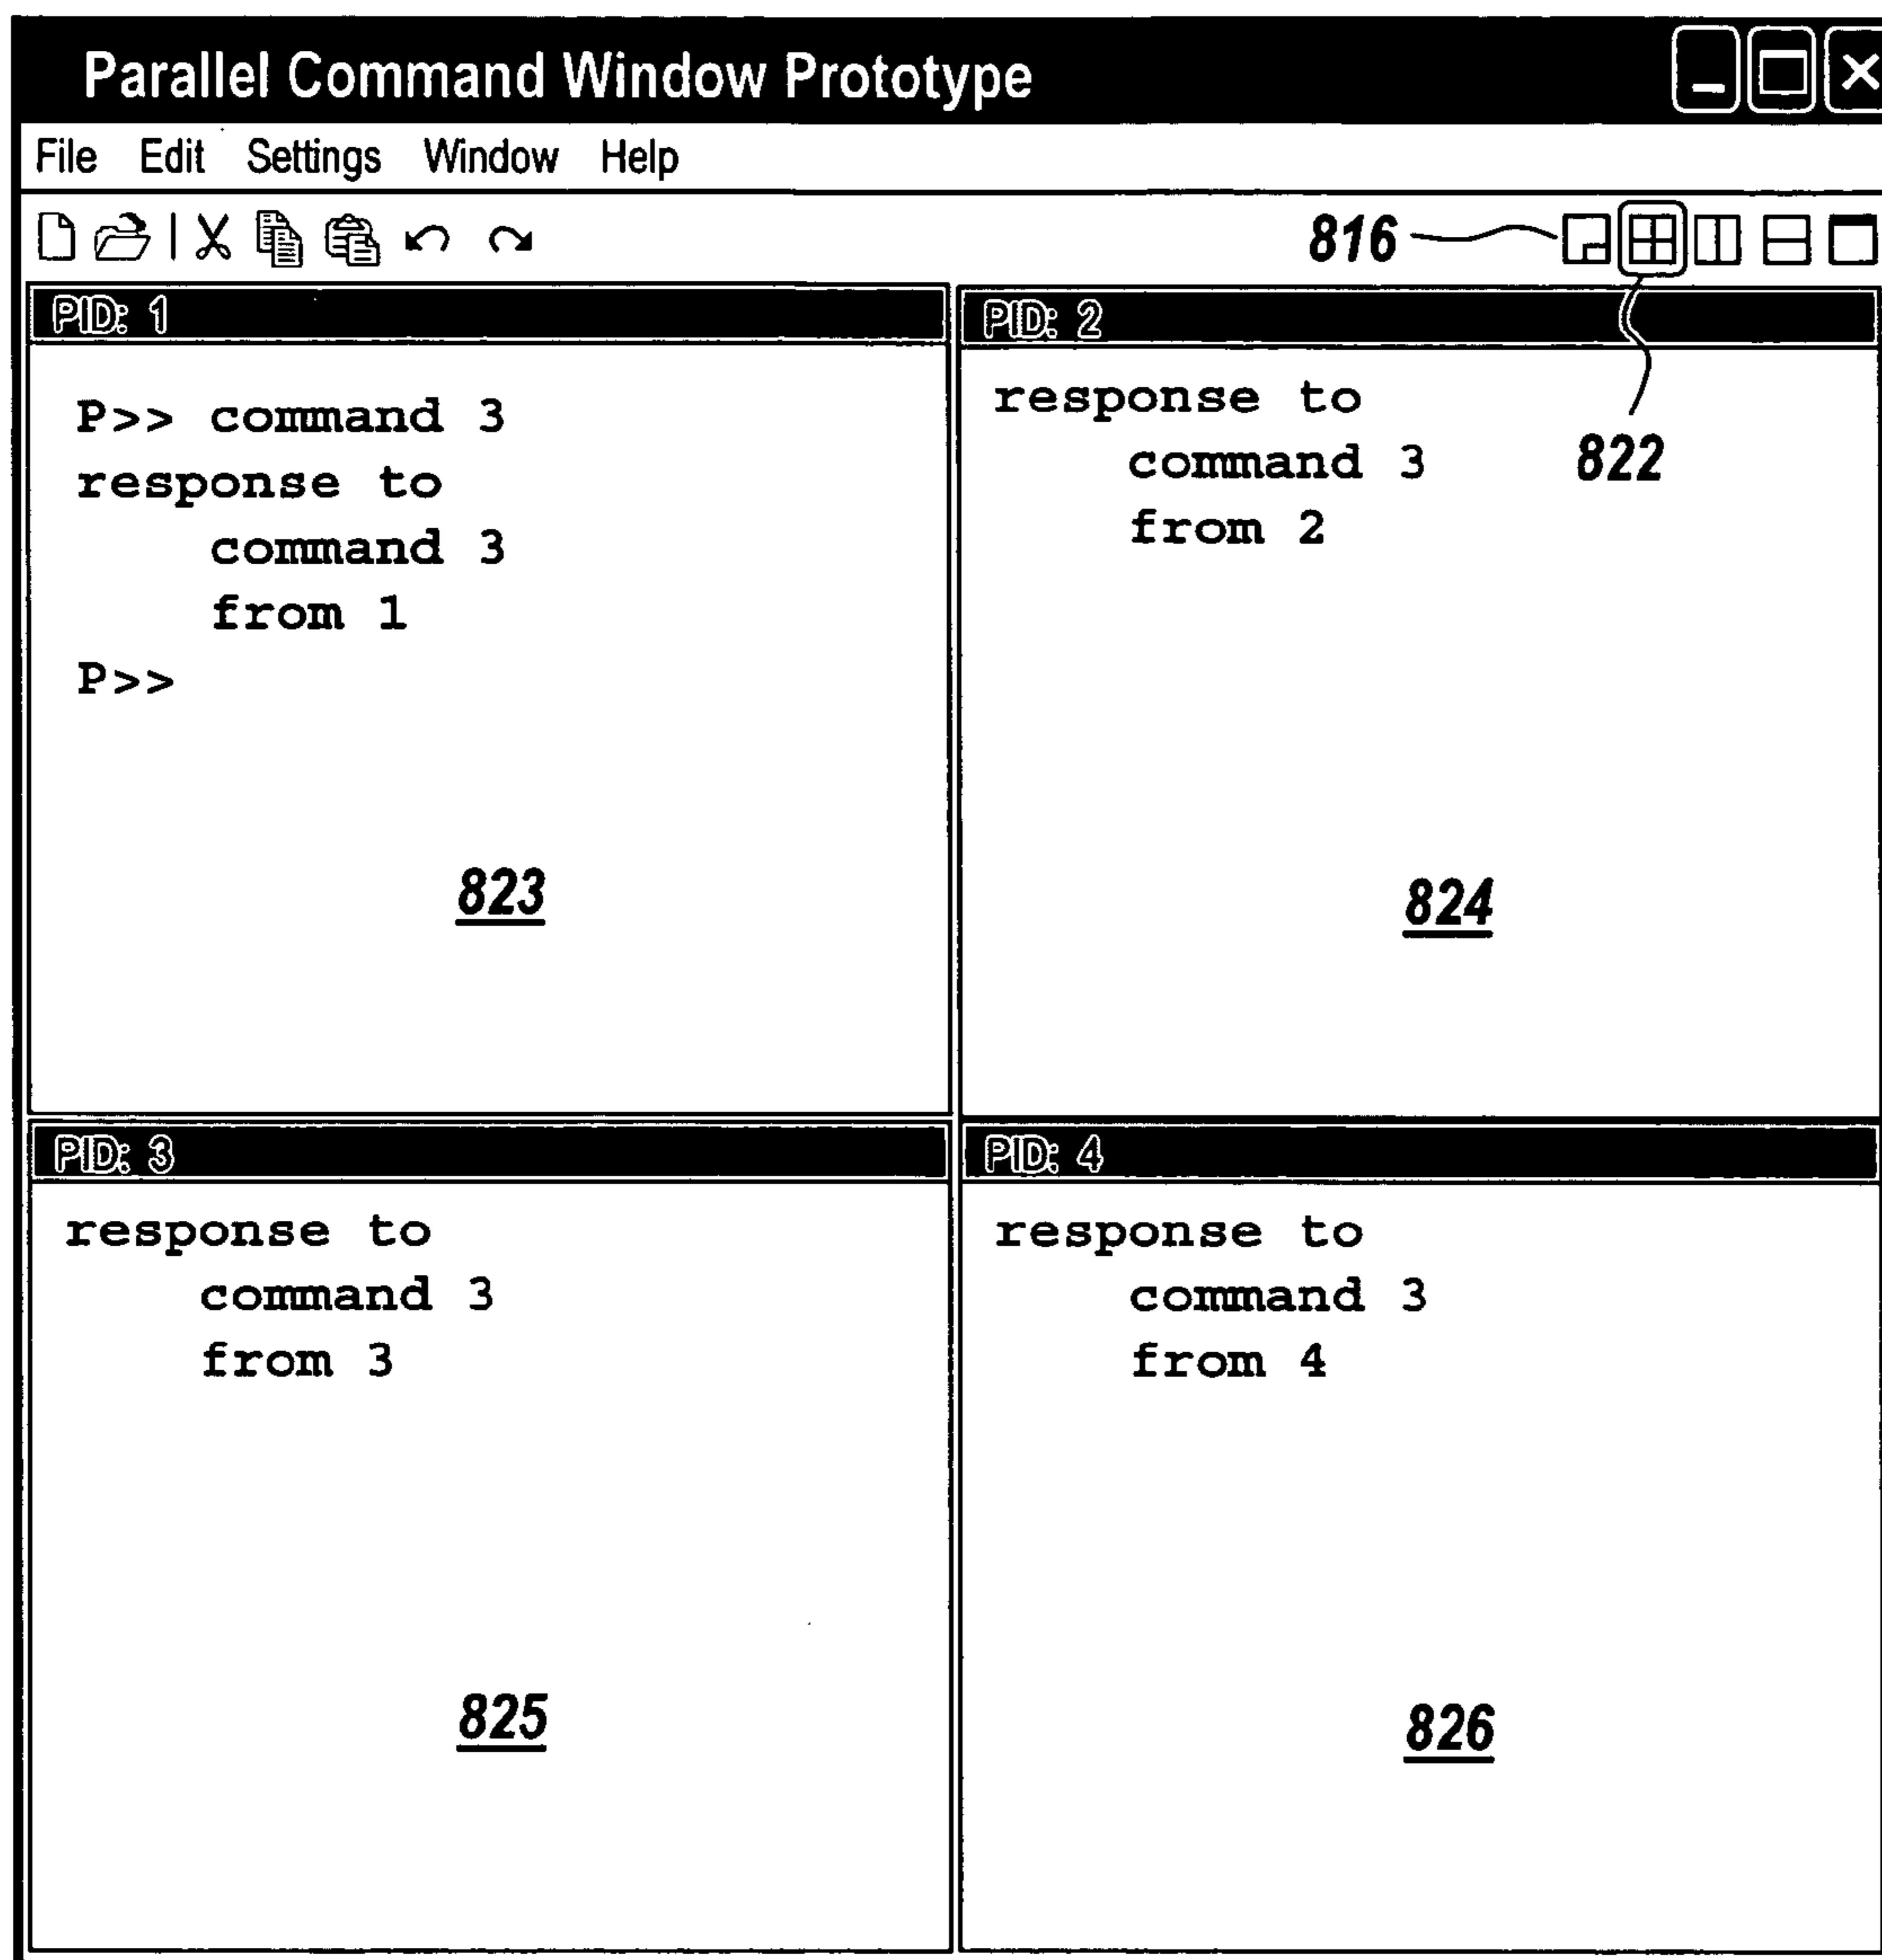 Parallel Command Window Prototype
File Edit Settings Window Help
816
822
PID: 1
P>> command 3
response to
command 3
from 1
P>>
823
PID: 2
response to
command 3
from 2
824
PID: 3
response to
command 3
from 3
825
PID: 4
response to
command 3
from 4
826